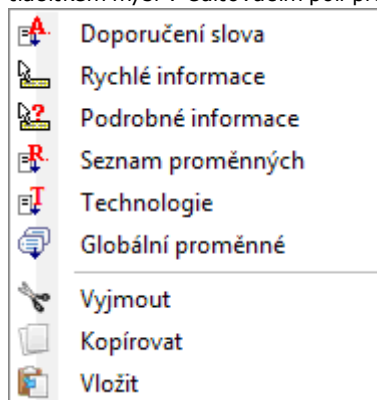 Doporučení slova
Rychlé informace
Podrobné informace
Seznam proměnných
Technologie
Globální proměnné
Vyjmout
Kopírovat
Vložit